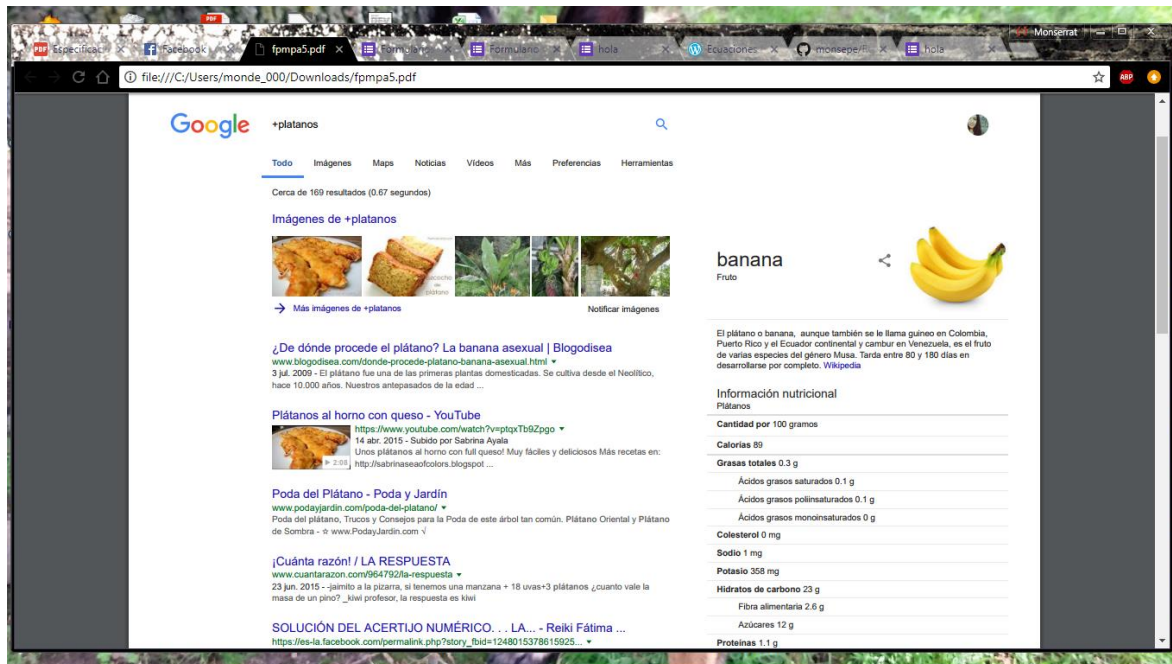 PDF
PDF Especificaci
Facebook
fpmpa5.pdf
Formulario
Formulario
hola
Ecuaciones
monsepe/F
hola
Monserrat
file:///C:/Users/monde_000/Downloads/fpmpa5.pdf
ABP
Google
+platanos
Todo Imágenes Maps Noticias Vídeos Más Preferencias Herramientas
Cerca de 169 resultados (0.67 segundos)
Imágenes de +platanos
plátano
Más imágenes de +platanos
Notificar imágenes
¿De dónde procede el plátano? La banana asexual | Blogodisea
www.blogodisea.com/donde-procede-platano-banana-asexual.html
3 jul. 2009 - El plátano fue una de las primeras plantas domesticadas. Se cultiva desde el Neolítico,
hace 10.000 años. Nuestros antepasados de la edad ...
Plátanos al horno con queso - YouTube
https://www.youtube.com/watch?v=ptqxTb9Zpgo
14 abr. 2015 - Subido por Sabrina Ayala
Unos plátanos al horno con full queso! Muy fáciles y deliciosos Más recetas en:
2:08
http://sabrinaseaofcolors.blogspot ...
Poda del Plátano - Poda y Jardín
www.podayjardin.com/poda-del-platano/
Poda del plátano, Trucos y Consejos para la Poda de este árbol tan común. Plátano Oriental y Plátano
de Sombra - ☆ www.PodayJardin.com √
¡Cuánta razón! / LA RESPUESTA
www.cuantarazon.com/964792/la-respuesta
23 jun. 2015 - -jaimito a la pizarra, si tenemos una manzana + 18 uvas+3 plátanos ¿cuanto vale la
masa de un pino? _kiwi profesor, la respuesta es kiwi
SOLUCIÓN DEL ACERTIJO NUMÉRICO. . . LA... - Reiki Fátima ...
https://es-la.facebook.com/permalink.php?story_fbid=1248015378615925...
banana
Fruto
El plátano o banana, aunque también se le llama guineo en Colombia,
Puerto Rico y el Ecuador continental y cambur en Venezuela, es el fruto
de varias especies del género Musa. Tarda entre 80 y 180 días en
desarrollarse por completo. Wikipedia
Información nutricional
Plátanos
Cantidad por 100 gramos
Calorías 89
Grasas totales 0.3 g
Ácidos grasos saturados 0.1 g
Ácidos grasos poliinsaturados 0.1 g
Ácidos grasos monoinsaturados 0 g
Colesterol 0 mg
Sodio 1 mg
Potasio 358 mg
Hidratos de carbono 23 g
Fibra alimentaria 2.6 g
Azúcares 12 g
Proteínas 1.1 g